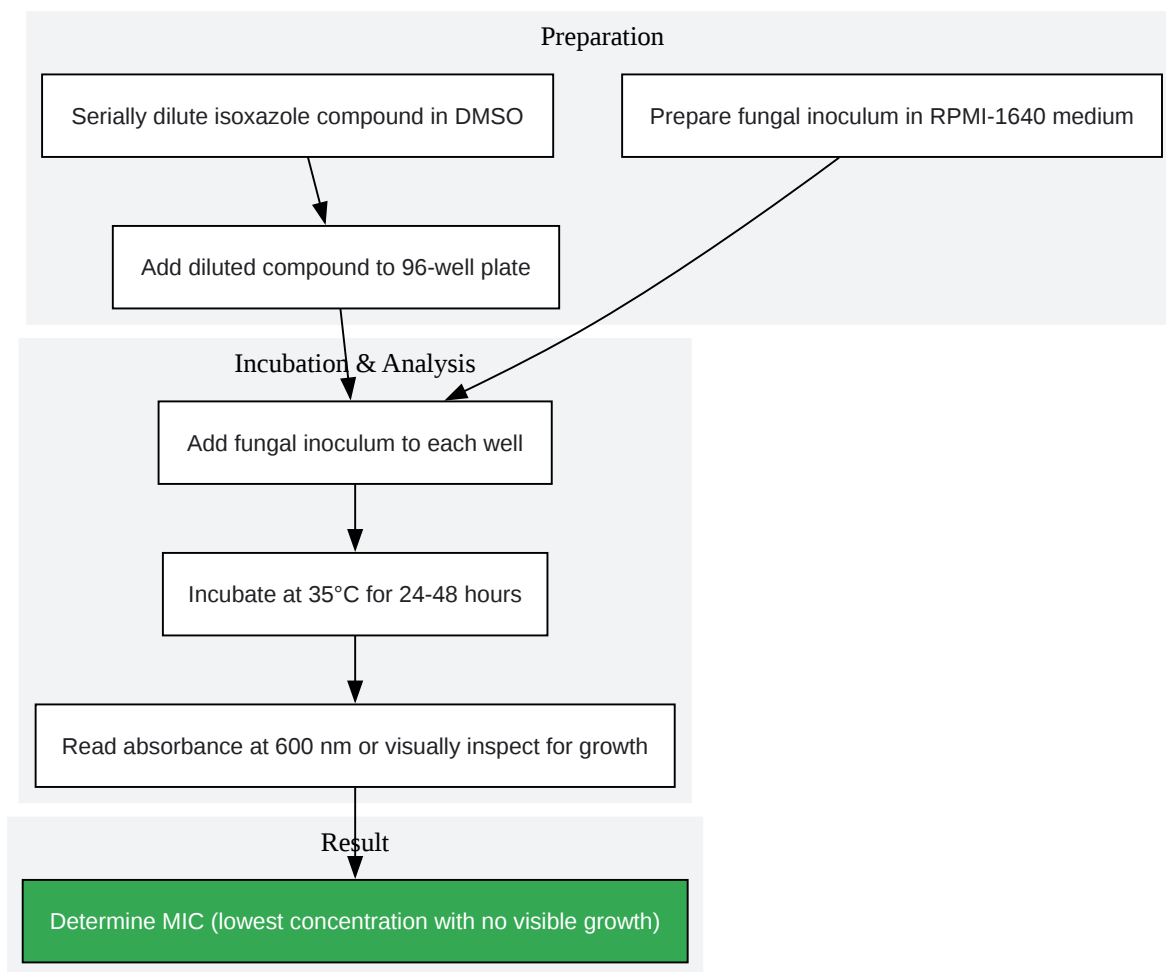 Preparation
Serially dilute isoxazole compound in DMSO
Prepare fungal inoculum in RPMI-1640 medium
Add diluted compound to 96-well plate
Incubation & Analysis
Add fungal inoculum to each well
Incubate at 35°C for 24-48 hours
Read absorbance at 600 nm or visually inspect for growth
Result
Determine MIC (lowest concentration with no visible growth)